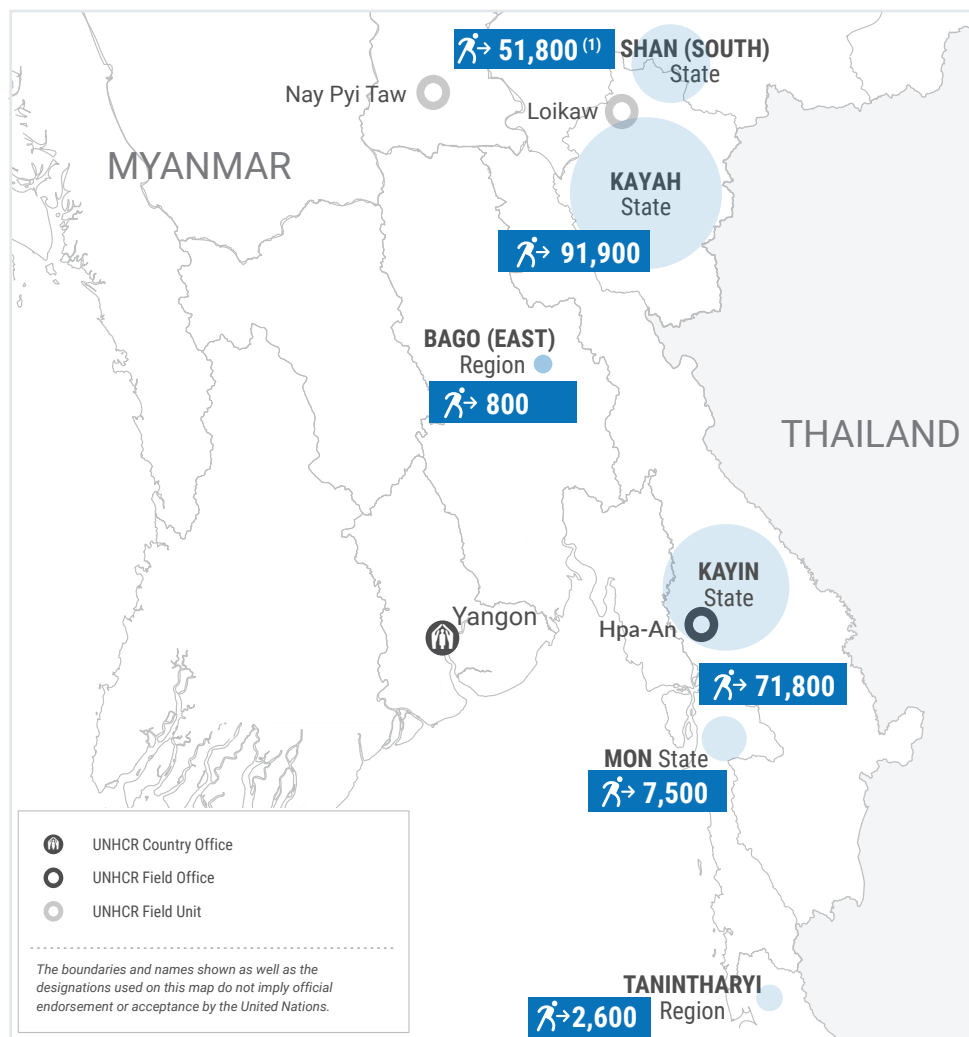 51,800 (1)
SHAN (SOUTH)
State
Nay Pyi Taw
Loikaw
MYANMAR
KAYAH
State
91,900
BAGO (EAST)
Region
800
THAILAND
KAYIN
State
Yangon
Hpa-An
71,800
MON State
7,500
UNHCR Country Office
UNHCR Field Office
UNHCR Field Unit
The boundaries and names shown as well as the
designations used on this map do not imply official
endorsement or acceptance by the United Nations.
TANINTHARYI
Region
2,600